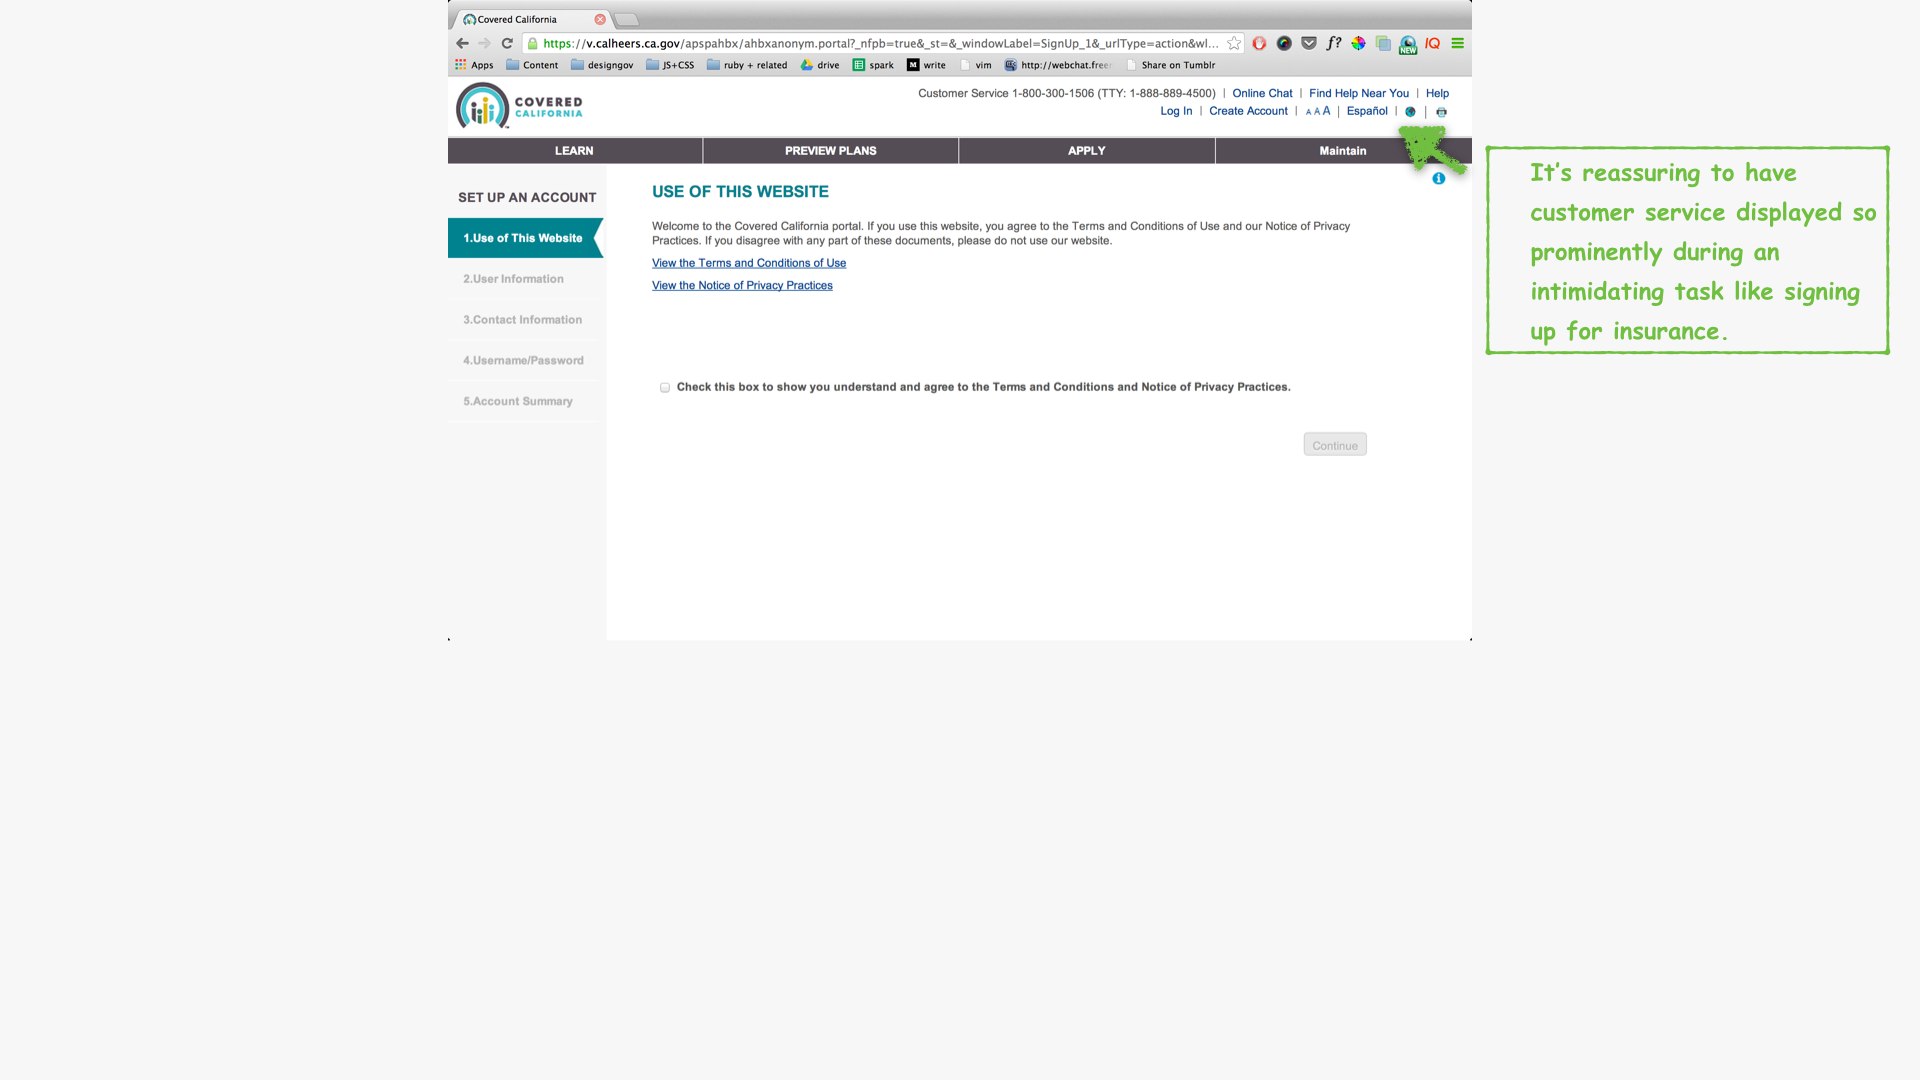 Covered California
https://v.calheers.ca.gov/apspahbx/ahbxanonym.portal?_nfpb=true&_st=&_windowLabel=SignUp_1&_urlType=action&wl...
f?
NEW
IQ
Apps Content designgov JS+CSS ruby + related drive spark M write vim http://webchat.free Share on Tumblr
COVERED
CALIFORNIA
Customer Service 1-800-300-1506 (TTY: 1-888-889-4500) | Online Chat | Find Help Near You | Help
Log In | Create Account | A A A | Español | |
LEARN PREVIEW PLANS APPLY Maintain
SET UP AN ACCOUNT
1.Use of This Website
2.User Information
3.Contact Information
4.Username/Password
5.Account Summary
USE OF THIS WEBSITE
Welcome to the Covered California portal. If you use this website, you agree to the Terms and Conditions of Use and our Notice of Privacy
Practices. If you disagree with any part of these documents, please do not use our website.
View the Terms and Conditions of Use
View the Notice of Privacy Practices
Check this box to show you understand and agree to the Terms and Conditions and Notice of Privacy Practices.
Continue
It's reassuring to have
customer service displayed so
prominently during an
intimidating task like signing
up for insurance.